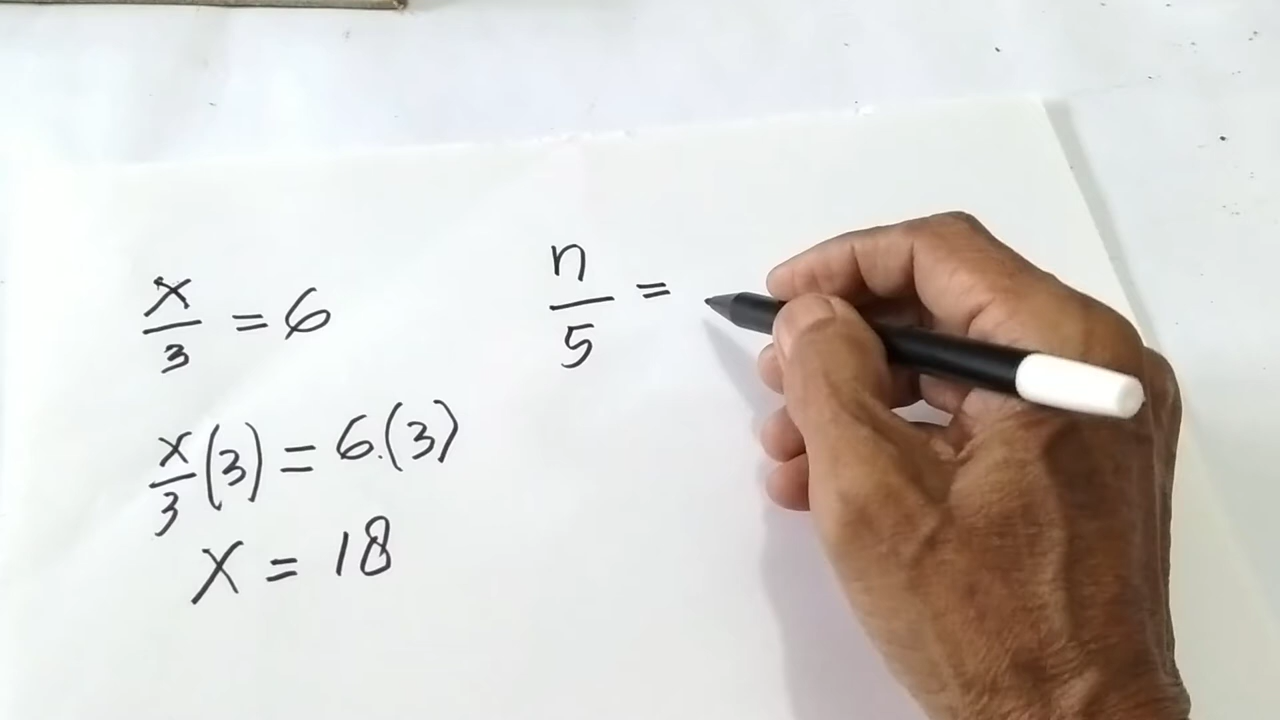 x/3 = 6
x/3 (3) = 6.(3)
x = 18
n/5 =